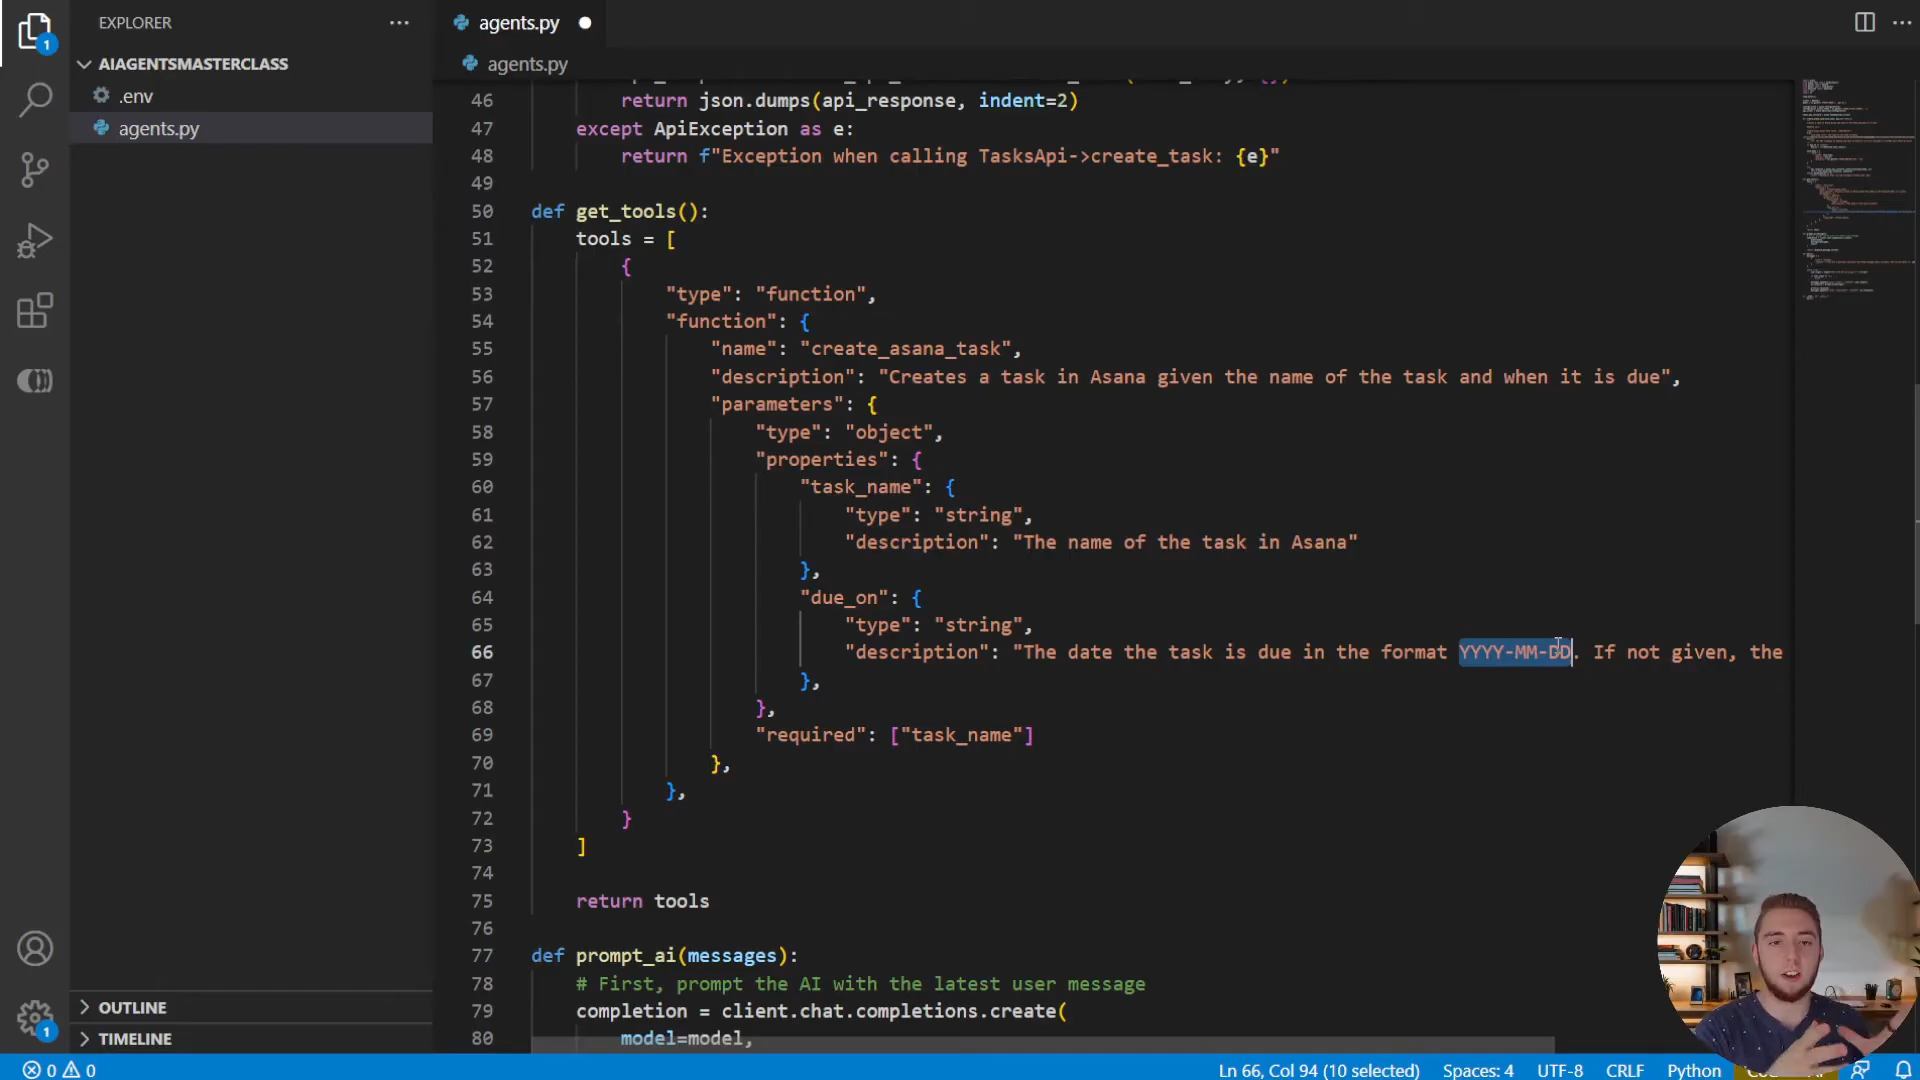 EXPLORER
AIAGENTSMASTERCLASS
.env
agents.py
OUTLINE
TIMELINE
agents.py
agents.py
46 return json.dumps(api_response, indent=2)
47 except ApiException as e:
48 return f"Exception when calling TasksApi->create_task: {e}"
49
50 def get_tools():
51 tools = [
52 {
53 "type": "function",
54 "function": {
55 "name": "create_asana_task",
56 "description": "Creates a task in Asana given the name of the task and when it is due",
57 "parameters": {
58 "type": "object",
59 "properties": {
60 "task_name": {
61 "type": "string",
62 "description": "The name of the task in Asana"
63 },
64 "due_on": {
65 "type": "string",
66 "description": "The date the task is due in the format YYYY-MM-DD. If not given, the
67 },
68 },
69 "required": ["task_name"]
70 },
71 },
72 }
73 ]
74
75 return tools
76
77 def prompt_ai(messages):
78 # First, prompt the AI with the latest user message
79 completion = client.chat.completions.create(
80 model=model,
1
1
0 0
Ln 66, Col 94 (10 selected) Spaces: 4 UTF-8 CRLF Python